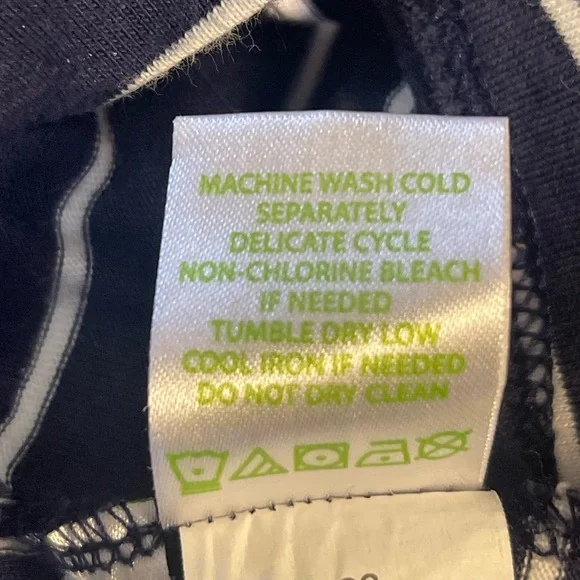 MACHINE WASH COLD
SEPARATELY
DELICATE CYCLE
NON-CHLORINE BLEACH
IF NEEDED
TUMBLE DRY LOW
COOL IRON IF NEEDED
DO NOT DRY CLEAN